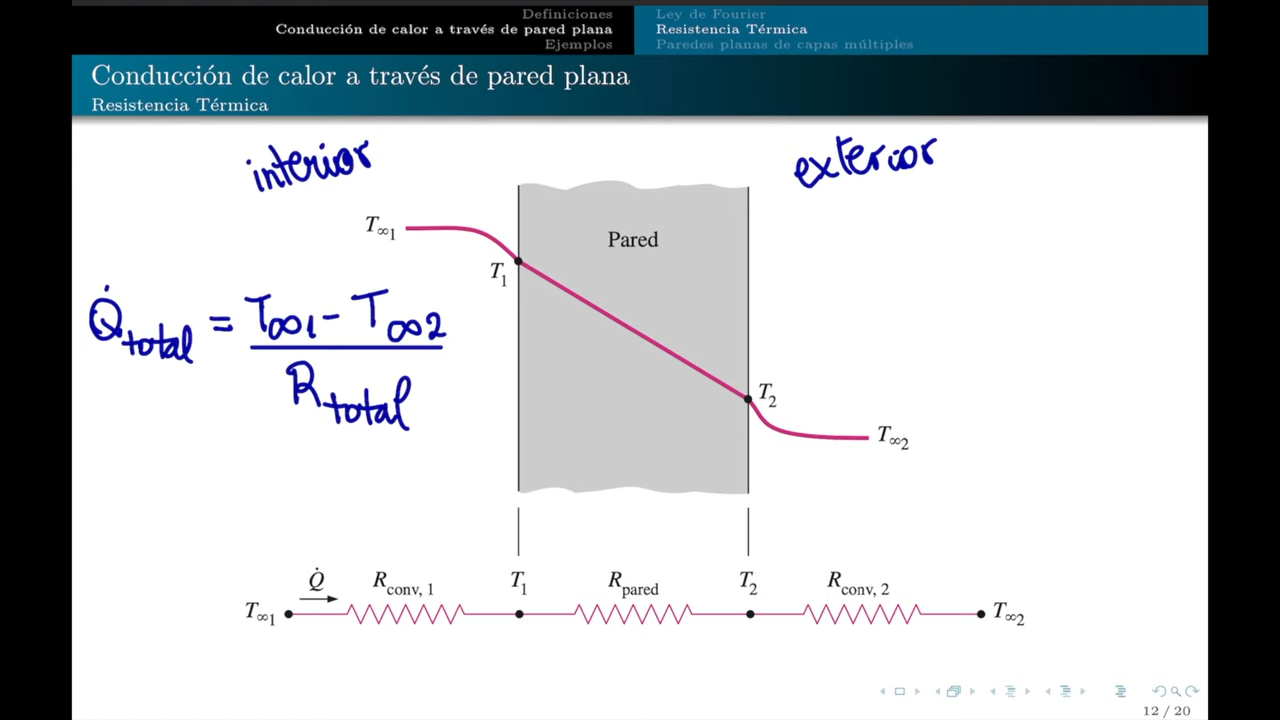 Definiciones
Conducción de calor a través de pared plana
Ejemplos
Ley de Fourier
Resistencia Térmica
Paredes planas de capas múltiples
Conducción de calor a través de pared plana
Resistencia Térmica
interior
exterior
T∞1
Pared
T1
Q̇total = T∞1 - T∞2
Rtotal
T2
T∞2
Q̇ Rconv, 1 T1 Rpared T2 Rconv, 2
T∞1 T∞2
12 / 20